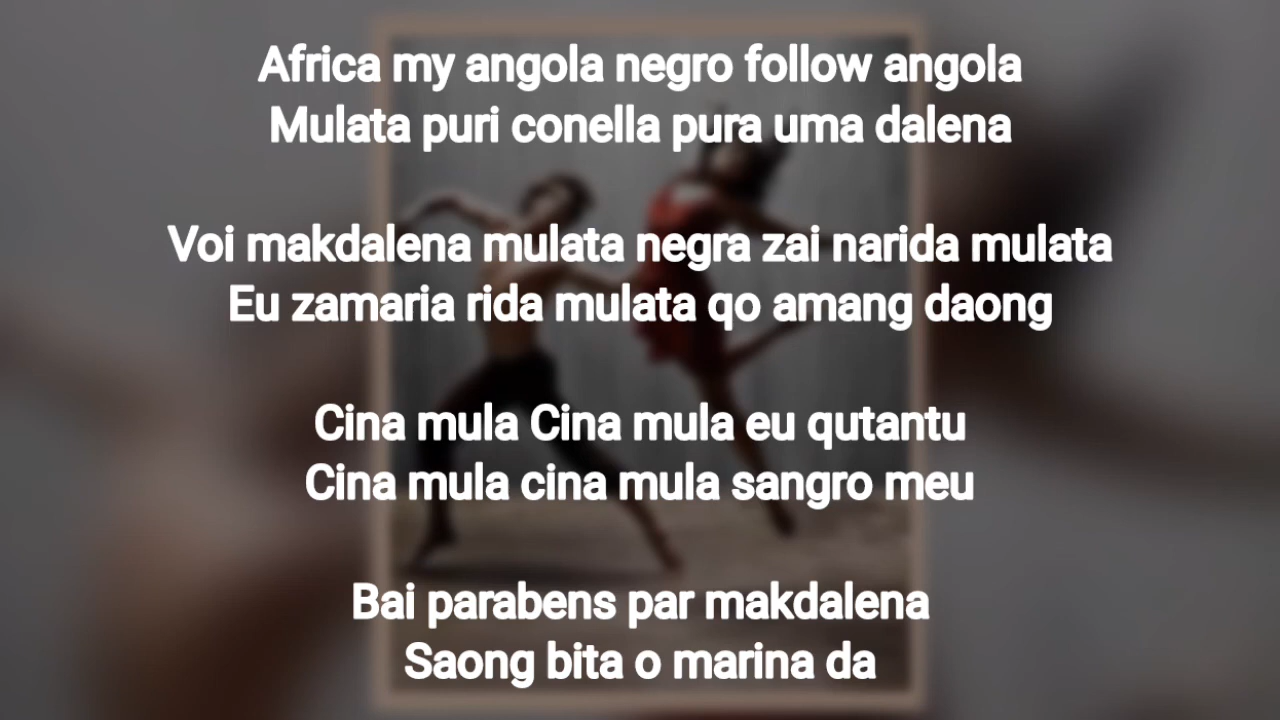 Africa my angola negro follow angola
Mulata puri conella pura uma dalena
Voi makdalena mulata negra zai narida mulata
Eu zamaria rida mulata qo amang daong
Cina mula Cina mula eu qutantu
Cina mula cina mula sangro meu
Bai parabens par makdalena
Saong bita o marina da